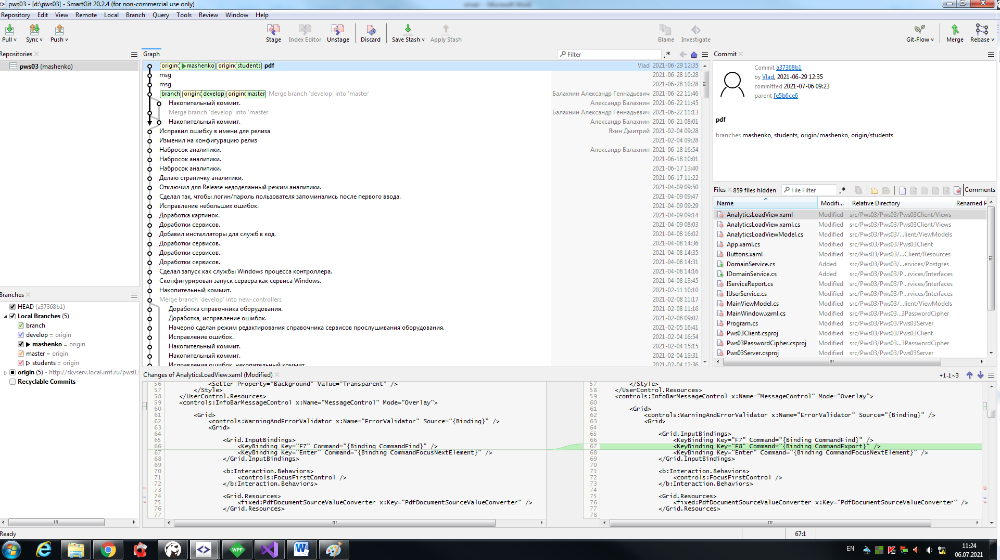 pws03 - [d:\pws03] - SmartGit 20.2.4 (for non-commercial use only)
Repository Edit View Remote Local Branch Query Tools Review Window Help
Pull Sync Push Stage Index Editor Unstage Discard Save Stash Apply Stash Blame Investigate Git-Flow Merge Rebase
Repositories
pws03 (mashenko)
Graph
Filter
.*
origin/ mashenko origin/ students pdf Vlad 2021-06-29 12:35
msg 2021-06-28 10:28
msg 2021-06-28 10:28
branch origin/ develop origin/ master Merge branch 'develop' into 'master' Балахнин Александр Геннадьевич 2021-06-22 11:46
Накопительный коммит. Александр Балахнин 2021-06-22 11:45
Merge branch 'develop' into 'master' Балахнин Александр Геннадьевич 2021-06-22 11:13
Накопительный коммит. Александр Балахнин 2021-06-21 08:01
Исправил ошибку в имени для релиза Яхин Дмитрий 2021-02-04 09:28
Изменил на конфигурацию релиз 2021-02-04 09:28
Набросок аналитики. Александр Балахнин 2021-06-18 16:54
Набросок аналитики. 2021-06-18 10:01
Набросок аналитики. 2021-06-17 13:40
Делаю страничку аналитики. 2021-06-17 11:22
Отключил для Release недоделанный режим аналитики. 2021-04-09 09:50
Сделал так, чтобы логин/пароль пользователя запоминались после первого ввода. 2021-04-09 09:47
Исправление небольших ошибок. 2021-04-09 09:29
Доработка картинок. 2021-04-09 09:14
Доработки сервисов. 2021-04-09 08:03
Добавил инсталляторы для служб в код. 2021-04-08 16:02
Доработки сервисов. 2021-04-08 14:36
Доработки сервисов. 2021-04-08 14:35
Доработки сервисов. 2021-04-08 14:31
Сделал запуск как службы Windows процесса контроллера. 2021-04-08 14:16
Сконфигурирован запуск сервера как сервиса Windows. 2021-04-08 13:45
Накопительный коммит. 2021-02-11 10:10
Merge branch 'develop' into new-controllers 2021-02-08 11:17
Доработка справочника оборудования. 2021-02-08 11:16
Доработка, исправление ошибок. 2021-02-08 09:02
Начерно сделан режим редактирования справочника сервисов прослушивания оборудования. 2021-02-05 16:41
Исправление ошибок. 2021-02-04 16:54
Накопительный коммит. 2021-02-04 15:15
Накопительный коммит. 2021-02-04 13:31
Исправления ошибок, накопительный коммит 2021-02-04 12:36
Commit
Commit a37368b1
by Vlad, 2021-06-29 12:35
committed 2021-07-06 09:23
parent fe5b6ce6
pdf
branches mashenko, students, origin/mashenko, origin/students
Files 859 files hidden File Filter .* Comments
Name Modifi... Relative Directory Renamed F
AnalyticsLoadView.xaml Modified src/Pws03/Pws03/Pws03Client/Views
AnalyticsLoadView.xaml.cs Modified src/Pws03/Pws03/Pws03Client/Views
AnalyticsLoadViewModel.cs Modified src/Pws03/Pws03/...lient/ViewModels
App.xaml.cs Modified src/Pws03/Pws03/Pws03Client
Buttons.xaml Modified src/Pws03/Pws03/...Client/Resources
DomainService.cs Added src/Pws03/Pws03/P...ervices/Postgres
IDomainService.cs Added src/Pws03/Pws03/P...rvices/Interfaces
IServiceReport.cs Modified src/Pws03/Pws03/P...rvices/Interfaces
IUserService.cs Modified src/Pws03/Pws03/P...rvices/Interfaces
MainViewModel.cs Modified src/Pws03/Pws03/...lient/ViewModels
MainWindow.xaml.cs Modified src/Pws03/Pws03...3PasswordCipher
Program.cs Modified src/Pws03/Pws03/Pws03Server
Pws03Client.csproj Modified src/Pws03/Pws03/Pws03Client
Pws03PasswordCipher.csproj Modified src/Pws03/Pws03...3PasswordCipher
Pws03Server.csproj Modified src/Pws03/Pws03/Pws03Server
Branches
HEAD (a37368b1)
Local Branches (5)
branch
develop = origin
mashenko = origin
master = origin
students = origin
origin (5) - http://skvserv.local.imf.ru/pws03
Recyclable Commits
Changes of AnalyticsLoadView.xaml (Modified)
+1-1~3
56 <Setter Property="Background" Value="Transparent" />
57 </Style>
58 </UserControl.Resources>
59 <controls:InfoBarMessageControl x:Name="MessageControl" Mode="Overlay">
60
61 <Grid>
62 <controls:WarningAndErrorValidator x:Name="ErrorValidator" Source="{Binding}" />
63 <Grid>
64
65 <Grid.InputBindings>
66 <KeyBinding Key="F7" Command="{Binding CommandFind}" />
67 <KeyBinding Key="Enter" Command="{Binding CommandFocusNextElement}" />
68 </Grid.InputBindings>
69
70 <b:Interaction.Behaviors>
71 <controls:FocusFirstControl />
72 </b:Interaction.Behaviors>
73
74 <Grid.Resources>
75 <fixed:PdfDocumentSourceValueConverter x:Key="PdfDocumentSourceValueConverter" />
76 </Grid.Resources>
77
57 </Style>
58 </UserControl.Resources>
59 <controls:InfoBarMessageControl x:Name="MessageControl" Mode="Overlay">
60
61 <Grid>
62 <controls:WarningAndErrorValidator x:Name="ErrorValidator" Source="{Binding}" />
63 <Grid>
64
65 <Grid.InputBindings>
66 <KeyBinding Key="F7" Command="{Binding CommandFind}" />
67 <KeyBinding Key="F8" Command="{Binding CommandExport}" />
68 <KeyBinding Key="Enter" Command="{Binding CommandFocusNextElement}" />
69 </Grid.InputBindings>
70
71 <b:Interaction.Behaviors>
72 <controls:FocusFirstControl />
73 </b:Interaction.Behaviors>
74
75 <Grid.Resources>
76 <fixed:PdfDocumentSourceValueConverter x:Key="PdfDocumentSourceValueConverter" />
77 </Grid.Resources>
78
Ready
67:1
WPF
EN
11:24
06.07.2021